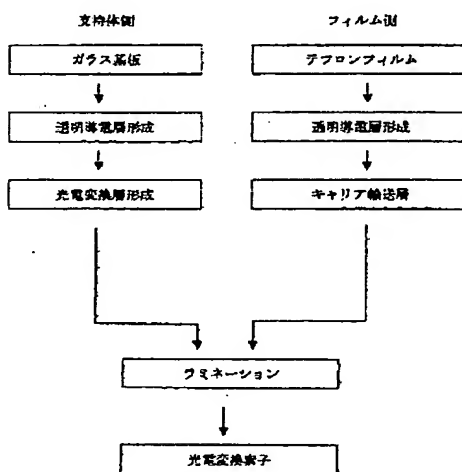 支持体側
フィルム側
ガラス基板
テフロンフィルム
透明導電層形成
透明導電層形成
光電変換層形成
キャリア輸送層
ラミネーション
光電変換素子